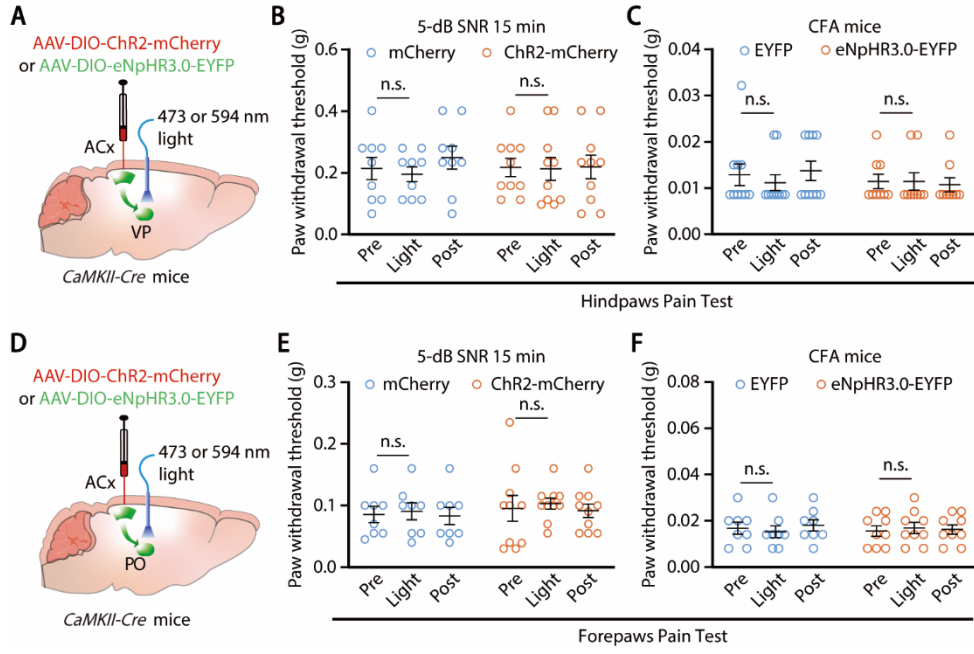 A
AAV-DIO-ChR2-mCherry
or AAV-DIO-eNpHR3.0-EYFP
473 or 594 nm
light
ACx
VP
CaMKII-Cre mice
B
5-dB SNR 15 min
mCherry ChR2-mCherry
Paw withdrawal threshold (g)
0.6
0.4
0.2
0.0
n.s. n.s.
Pre Light Post Pre Light Post
C
CFA mice
EYFP eNpHR3.0-EYFP
Paw withdrawal threshold (g)
0.04
0.03
0.02
0.01
0.00
n.s. n.s.
Pre Light Post Pre Light Post
Hindpaws Pain Test
D
AAV-DIO-ChR2-mCherry
or AAV-DIO-eNpHR3.0-EYFP
473 or 594 nm
light
ACx
PO
CaMKII-Cre mice
E
5-dB SNR 15 min
mCherry ChR2-mCherry
Paw withdrawal threshold (g)
0.3
0.2
0.1
0.0
n.s. n.s.
Pre Light Post Pre Light Post
F
CFA mice
EYFP eNpHR3.0-EYFP
Paw withdrawal threshold (g)
0.08
0.06
0.04
0.02
0.00
n.s. n.s.
Pre Light Post Pre Light Post
Forepaws Pain Test